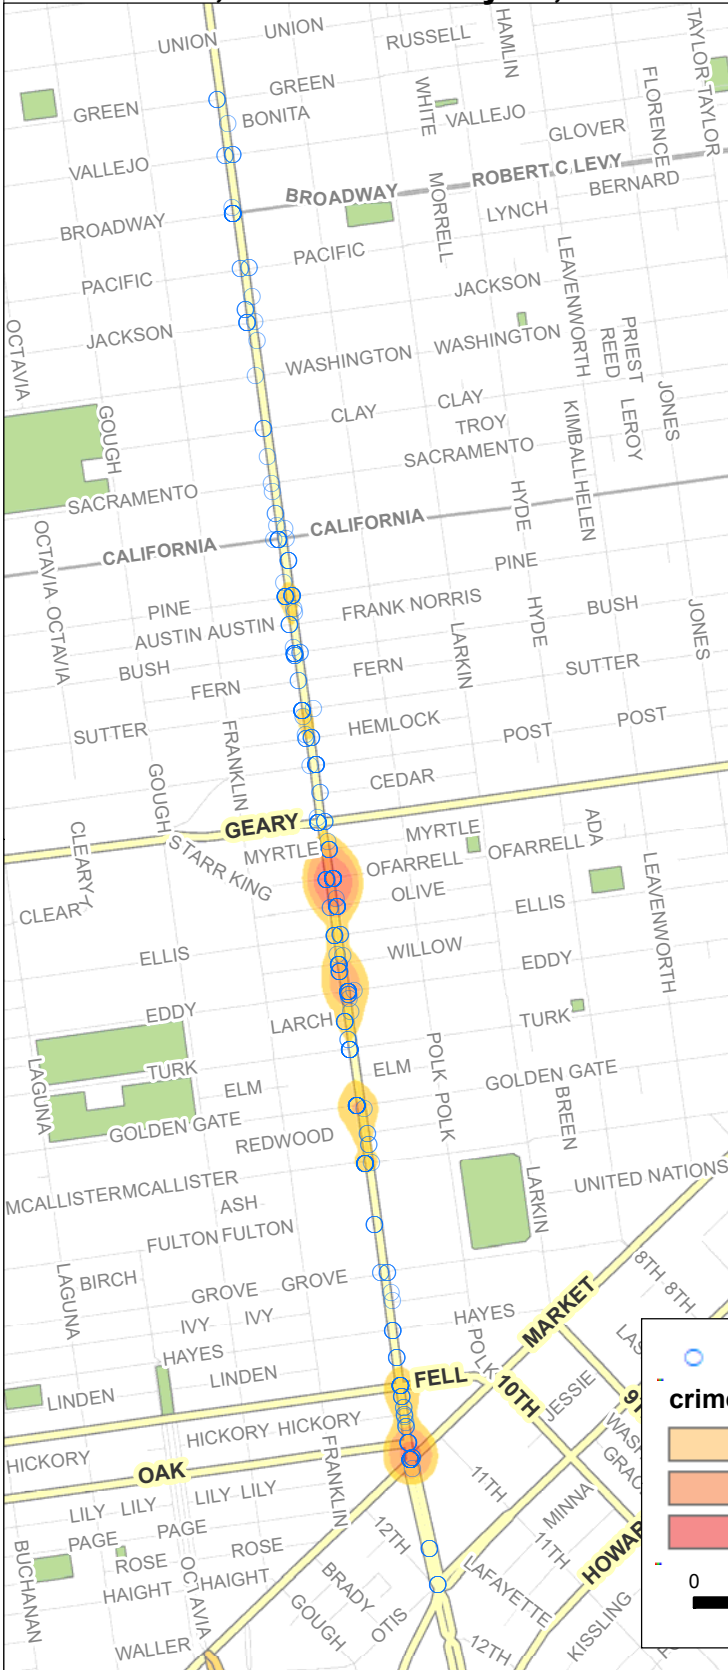 UNION
UNION
RUSSELL
HAMLIN
TAYLOR
TAYLOR
GREEN
GREEN
BONITA
WHITE
VALLEJO
FLORENCE
GLOVER
VALLEJO
BROADWAY
ROBERT C LEVY
BERNARD
BROADWAY
MORRELL
LYNCH
PACIFIC
PACIFIC
LEAVENWORTH
JACKSON
OCTAVIA
JACKSON
WASHINGTON
WASHINGTON
PRIEST
REED
CLAY
CLAY
TROY
JONES
GOUGH
KIMBALL
LEROY
SACRAMENTO
SACRAMENTO
HYDE
HELEN
CALIFORNIA
CALIFORNIA
OCTAVIA
OCTAVIA
PINE
PINE
FRANK NORRIS
HYDE
BUSH
JONES
AUSTIN
AUSTIN
LARKIN
BUSH
FERN
SUTTER
FERN
SUTTER
FRANKLIN
HEMLOCK
POST
POST
GOUGH
CEDAR
GEARY
CLEARY
STARR KING
MYRTLE
MYRTLE
OFARRELL
OFARRELL
ADA
OLIVE
LEAVENWORTH
ELLIS
ELLIS
WILLOW
EDDY
EDDY
LARCH
TURK
LAGUNA
TURK
ELM
ELM
POLK
POLK
GOLDEN GATE
BREEN
GOLDEN GATE
REDWOOD
MCALLISTER
MCALLISTER
ASH
LARKIN
UNITED NATIONS
FULTON
FULTON
LAGUNA
BIRCH
GROVE
GROVE
8TH
8TH
IVY
IVY
HAYES
MARKET
HAYES
POLK
LINDEN
LINDEN
FELL
10TH
JESSIE
HICKORY
HICKORY
HICKORY
OAK
FRANKLIN
11TH
MINNA
LILY
LILY
LILY
LILY
PAGE
PAGE
12TH
11TH
HOWAR
BUCHANAN
ROSE
ROSE
OCTAVIA
HAIGHT
HAIGHT
BRADY
LAFAYETTE
GOUGH
OTIS
KISSLING
WALLER
12TH
crime
0